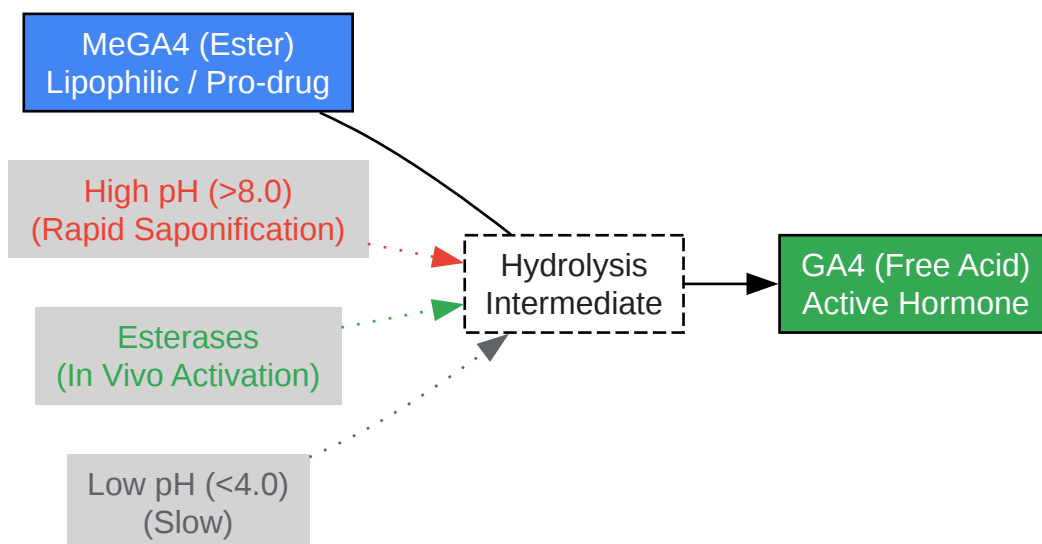 MeGA4 (Ester)
Lipophilic / Pro-drug
High pH (>8.0)
(Rapid Saponification)
Hydrolysis
Intermediate
GA4 (Free Acid)
Active Hormone
Esterases
(In Vivo Activation)
Low pH (<4.0)
(Slow)